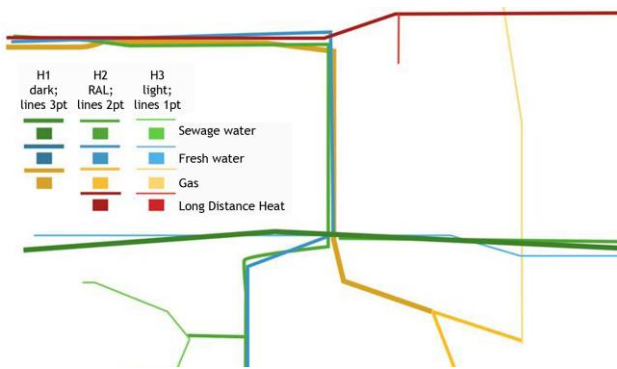 H1 H2 H3
dark; RAL; light;
lines 3pt lines 2pt lines 1pt
Sewage water
Fresh water
Gas
Long Distance Heat